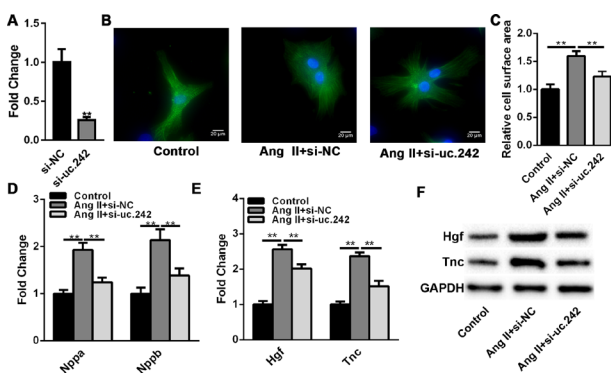 A
Fold Change
1.5
1.0
0.5
0.0
**
si-NC
si-uc.242
B
20 μm
20 μm
20 μm
Control
Ang II+si-NC
Ang II+si-uc.242
C
Relative cell surface area
2.0
1.5
1.0
0.5
0.0
** **
Control
Ang II+si-NC
Ang II+si-uc.242
D
Control
Ang II+si-NC
Ang II+si-uc.242
Fold Change
3
2
1
0
** **
** **
Nppa
Nppb
E
Control
Ang II+si-NC
Ang II+si-uc.242
Fold Change
4
3
2
1
0
** **
** **
Hgf
Tnc
F
Hgf
Tnc
GAPDH
Control
Ang II+si-NC
Ang II+si-uc.242